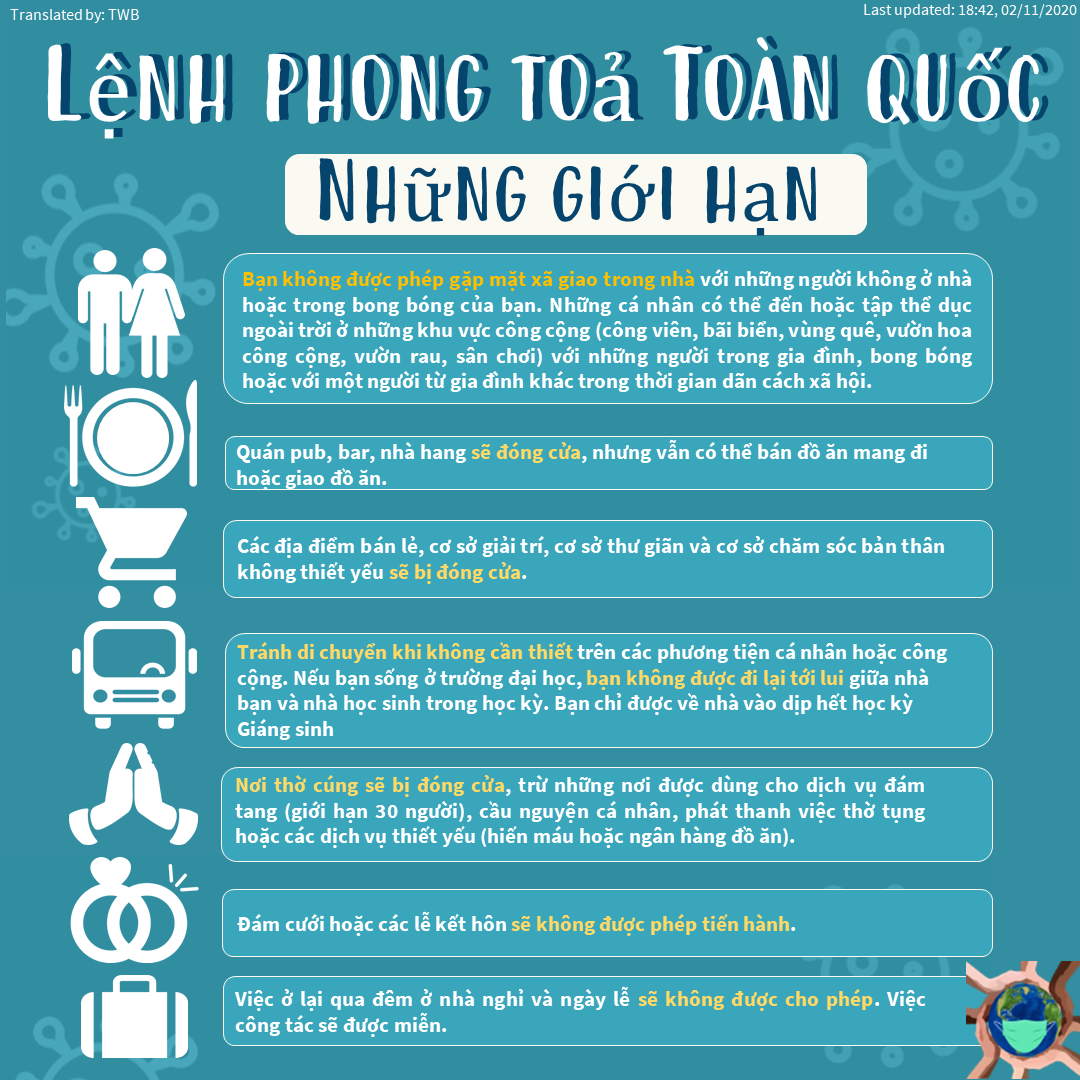 Translated by: TWB
Last updated: 18:42, 02/11/2020
LệNH PHONG TOả TOÀN QUỐC
NHữNG GIớI HạN
Bạn không được phép gặp mặt xã giao trong nhà với những người không ở nhà
hoặc trong bong bóng của bạn. Những cá nhân có thể đến hoặc tập thể dục
ngoài trời ở những khu vực công cộng (công viên, bãi biển, vùng quê, vườn hoa
công cộng, vườn rau, sân chơi) với những người trong gia đình, bong bóng
hoặc với một người từ gia đình khác trong thời gian dãn cách xã hội.
Quán pub, bar, nhà hang sẽ đóng cửa, nhưng vẫn có thể bán đồ ăn mang đi
hoặc giao đồ ăn.
Các địa điểm bán lẻ, cơ sở giải trí, cơ sở thư giãn và cơ sở chăm sóc bản thân
không thiết yếu sẽ bị đóng cửa.
Tránh di chuyển khi không cần thiết trên các phương tiện cá nhân hoặc công
cộng. Nếu bạn sống ở trường đại học, bạn không được đi lại tới lui giữa nhà
bạn và nhà học sinh trong học kỳ. Bạn chỉ được về nhà vào dịp hết học kỳ
Giáng sinh
Nơi thờ cúng sẽ bị đóng cửa, trừ những nơi được dùng cho dịch vụ đám
tang (giới hạn 30 người), cầu nguyện cá nhân, phát thanh việc thờ tụng
hoặc các dịch vụ thiết yếu (hiến máu hoặc ngân hàng đồ ăn).
Đám cưới hoặc các lễ kết hôn sẽ không được phép tiến hành.
Việc ở lại qua đêm ở nhà nghỉ và ngày lễ sẽ không được cho phép. Việc
công tác sẽ được miễn.